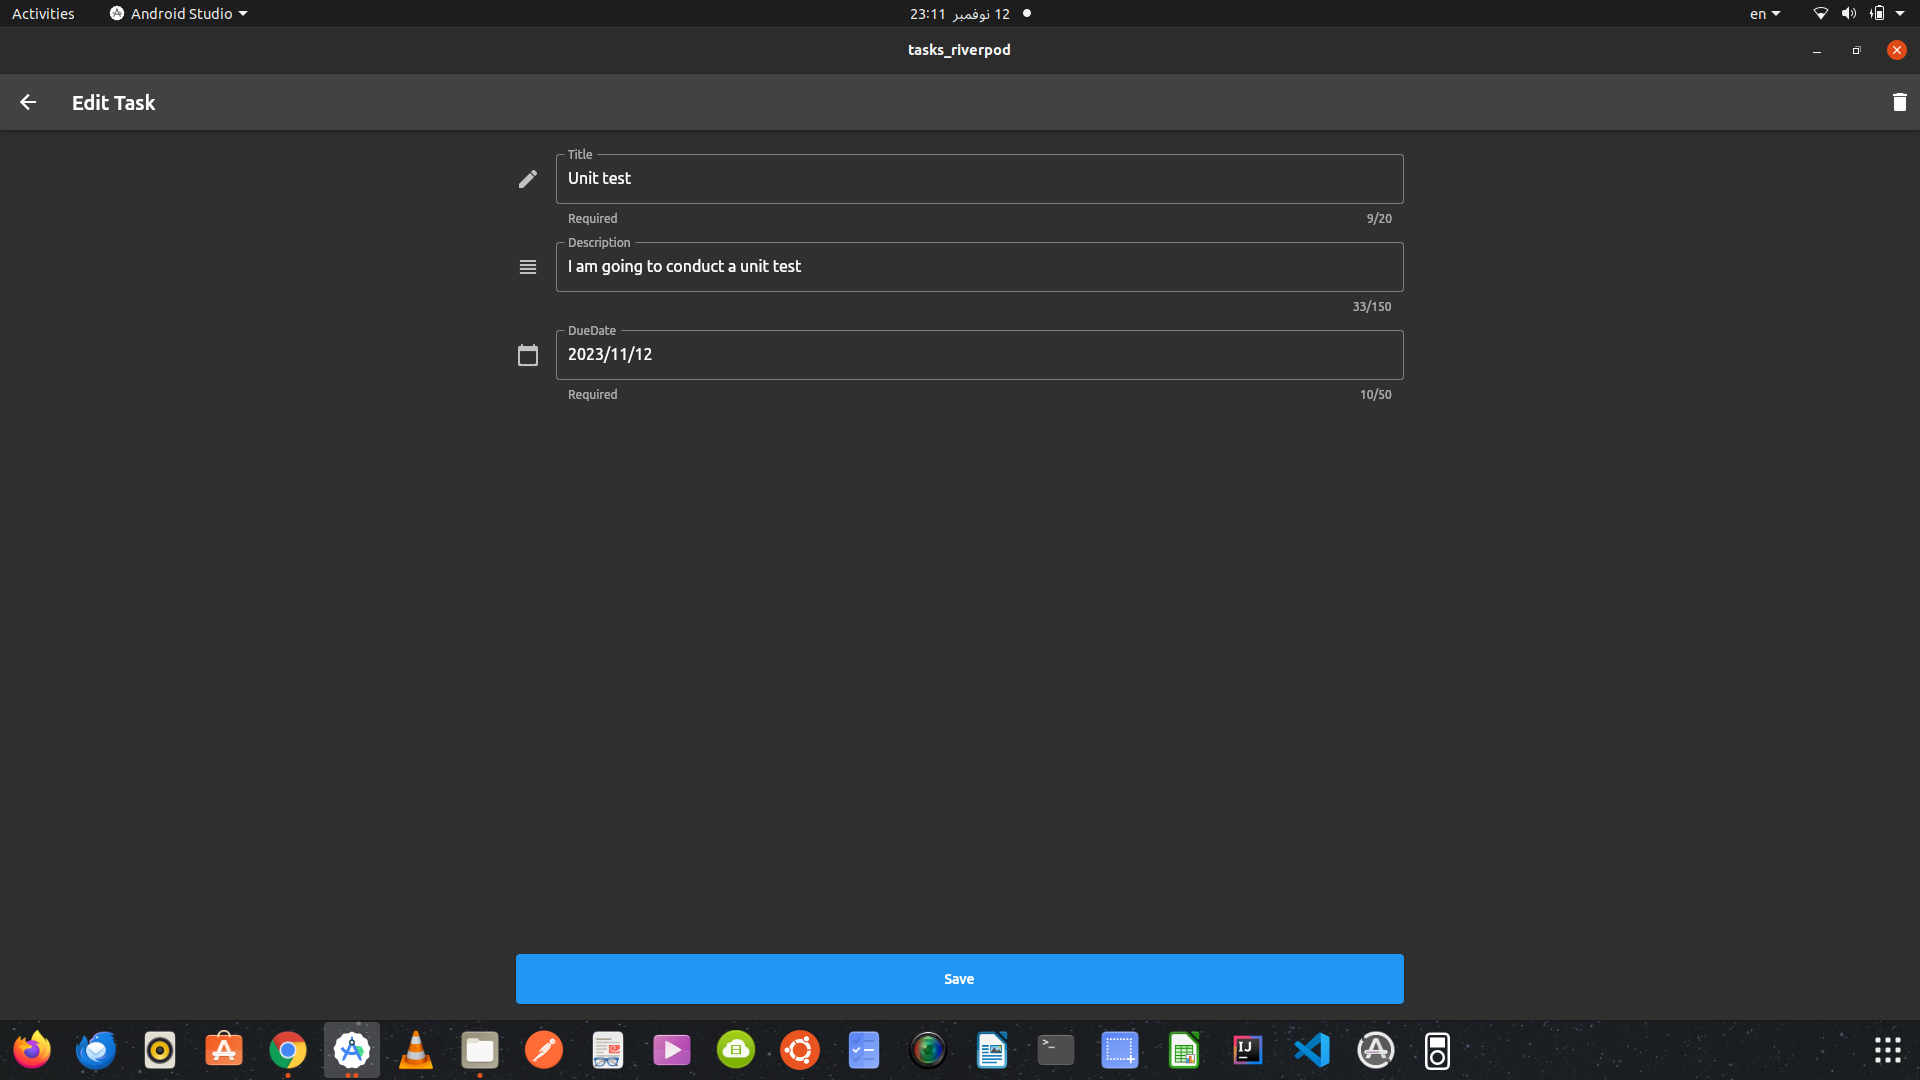 Activities
Android Studio
23:11 12 نوفمبر
en
tasks_riverpod
Edit Task
Title
Unit test
Required
9/20
Description
I am going to conduct a unit test
33/150
DueDate
2023/11/12
Required
10/50
Save